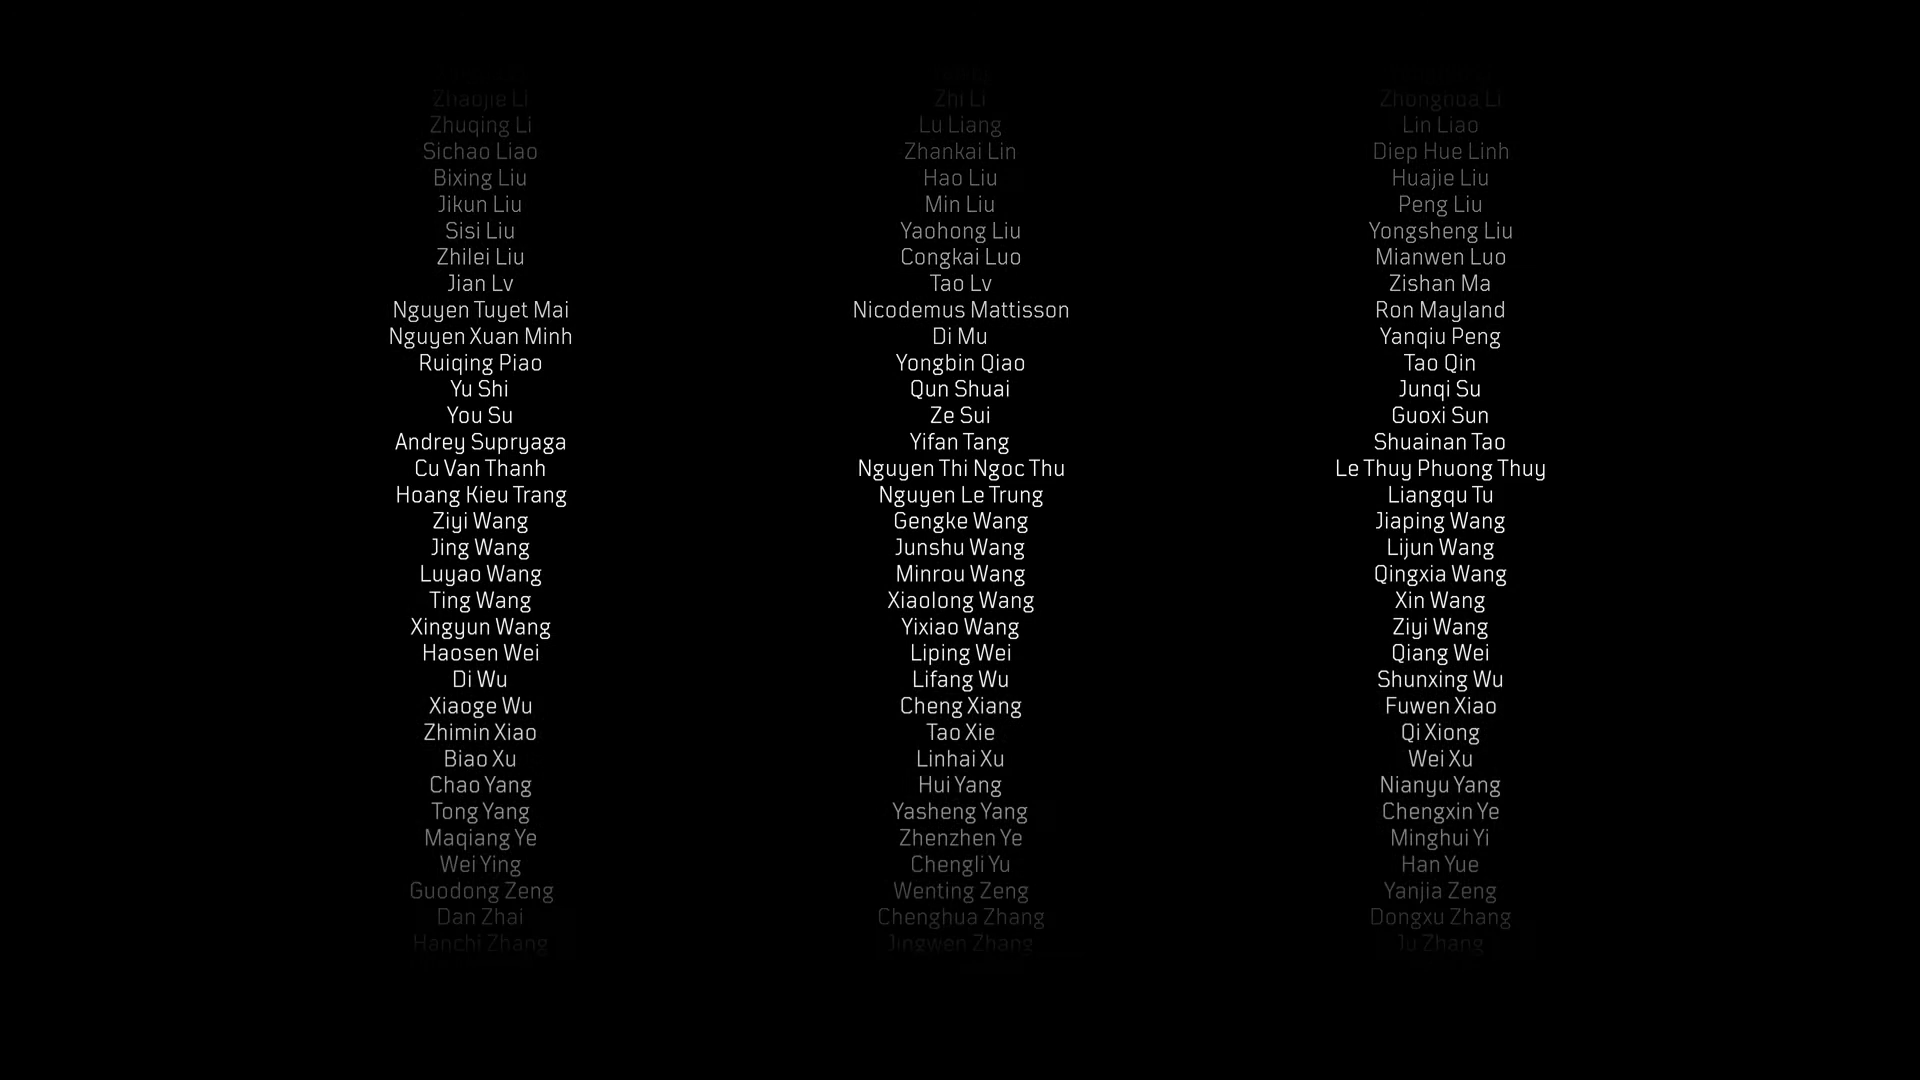 Zhaojie Li Zhi Li Zhonghua Li
Zhuqing Li Lu Liang Lin Liao
Sichao Liao Zhankai Lin Diep Hue Linh
Bixing Liu Hao Liu Huajie Liu
Jikun Liu Min Liu Peng Liu
Sisi Liu Yaohong Liu Yongsheng Liu
Zhilei Liu Congkai Luo Mianwen Luo
Jian Lv Tao Lv Zishan Ma
Nguyen Tuyet Mai Nicodemus Mattisson Ron Mayland
Nguyen Xuan Minh Di Mu Yanqiu Peng
Ruiqing Piao Yongbin Qiao Tao Qin
Yu Shi Qun Shuai Junqi Su
You Su Ze Sui Guoxi Sun
Andrey Supryaga Yifan Tang Shuainan Tao
Cu Van Thanh Nguyen Thi Ngoc Thu Le Thuy Phuong Thuy
Hoang Kieu Trang Nguyen Le Trung Liangqu Tu
Ziyi Wang Gengke Wang Jiaping Wang
Jing Wang Junshu Wang Lijun Wang
Luyao Wang Minrou Wang Qingxia Wang
Ting Wang Xiaolong Wang Xin Wang
Xingyun Wang Yixiao Wang Ziyi Wang
Haosen Wei Liping Wei Qiang Wei
Di Wu Lifang Wu Shunxing Wu
Xiaoge Wu Cheng Xiang Fuwen Xiao
Zhimin Xiao Tao Xie Qi Xiong
Biao Xu Linhai Xu Wei Xu
Chao Yang Hui Yang Nianyu Yang
Tong Yang Yasheng Yang Chengxin Ye
Maqiang Ye Zhenzhen Ye Minghui Yi
Wei Ying Chengli Yu Han Yue
Guodong Zeng Wenting Zeng Yanjia Zeng
Dan Zhai Chenghua Zhang Dongxu Zhang
Hanchi Zhang Jingwen Zhang Ju Zhang